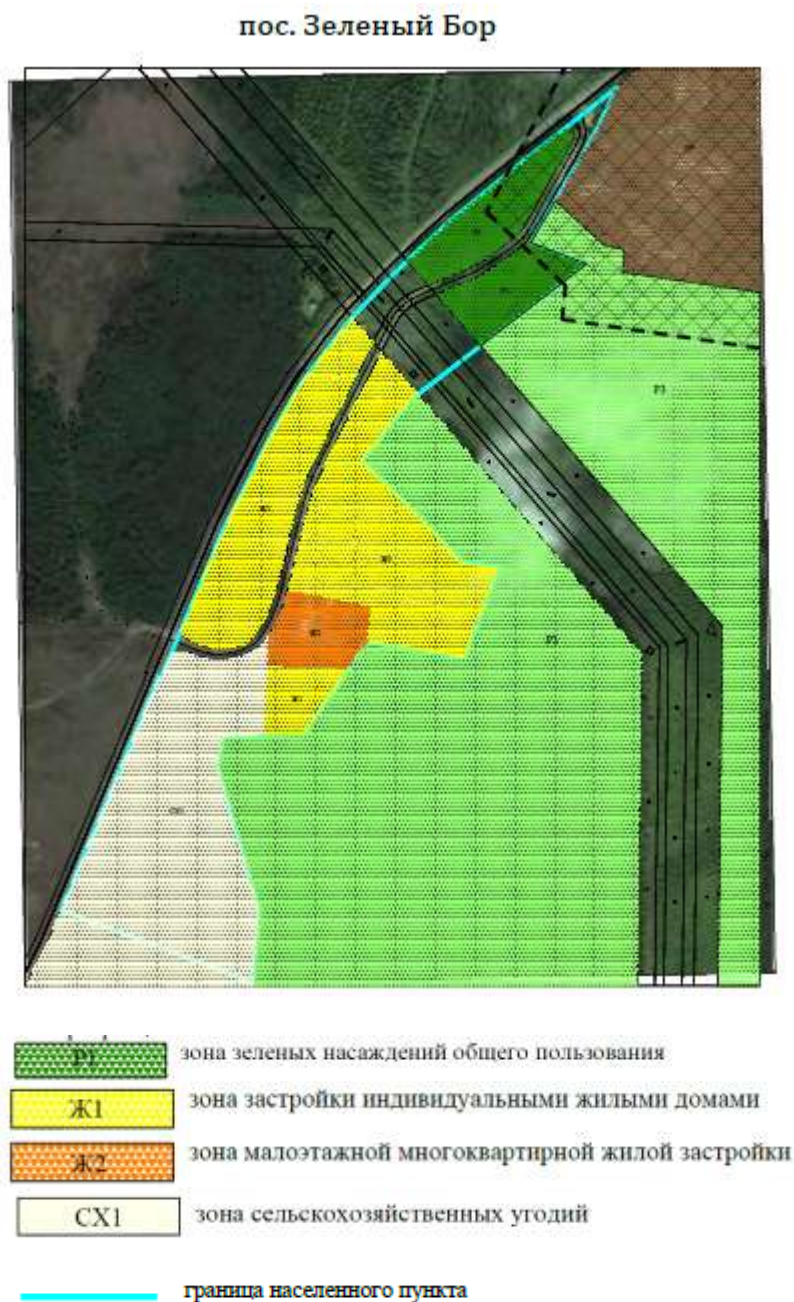 пос. Зеленый Бор
Р1
зона зеленых насаждений общего пользования
Ж1
зона застройки индивидуальными жилыми домами
Ж2
зона малоэтажной многоквартирной жилой застройки
СХ1
зона сельскохозяйственных угодий
граница населенного пункта